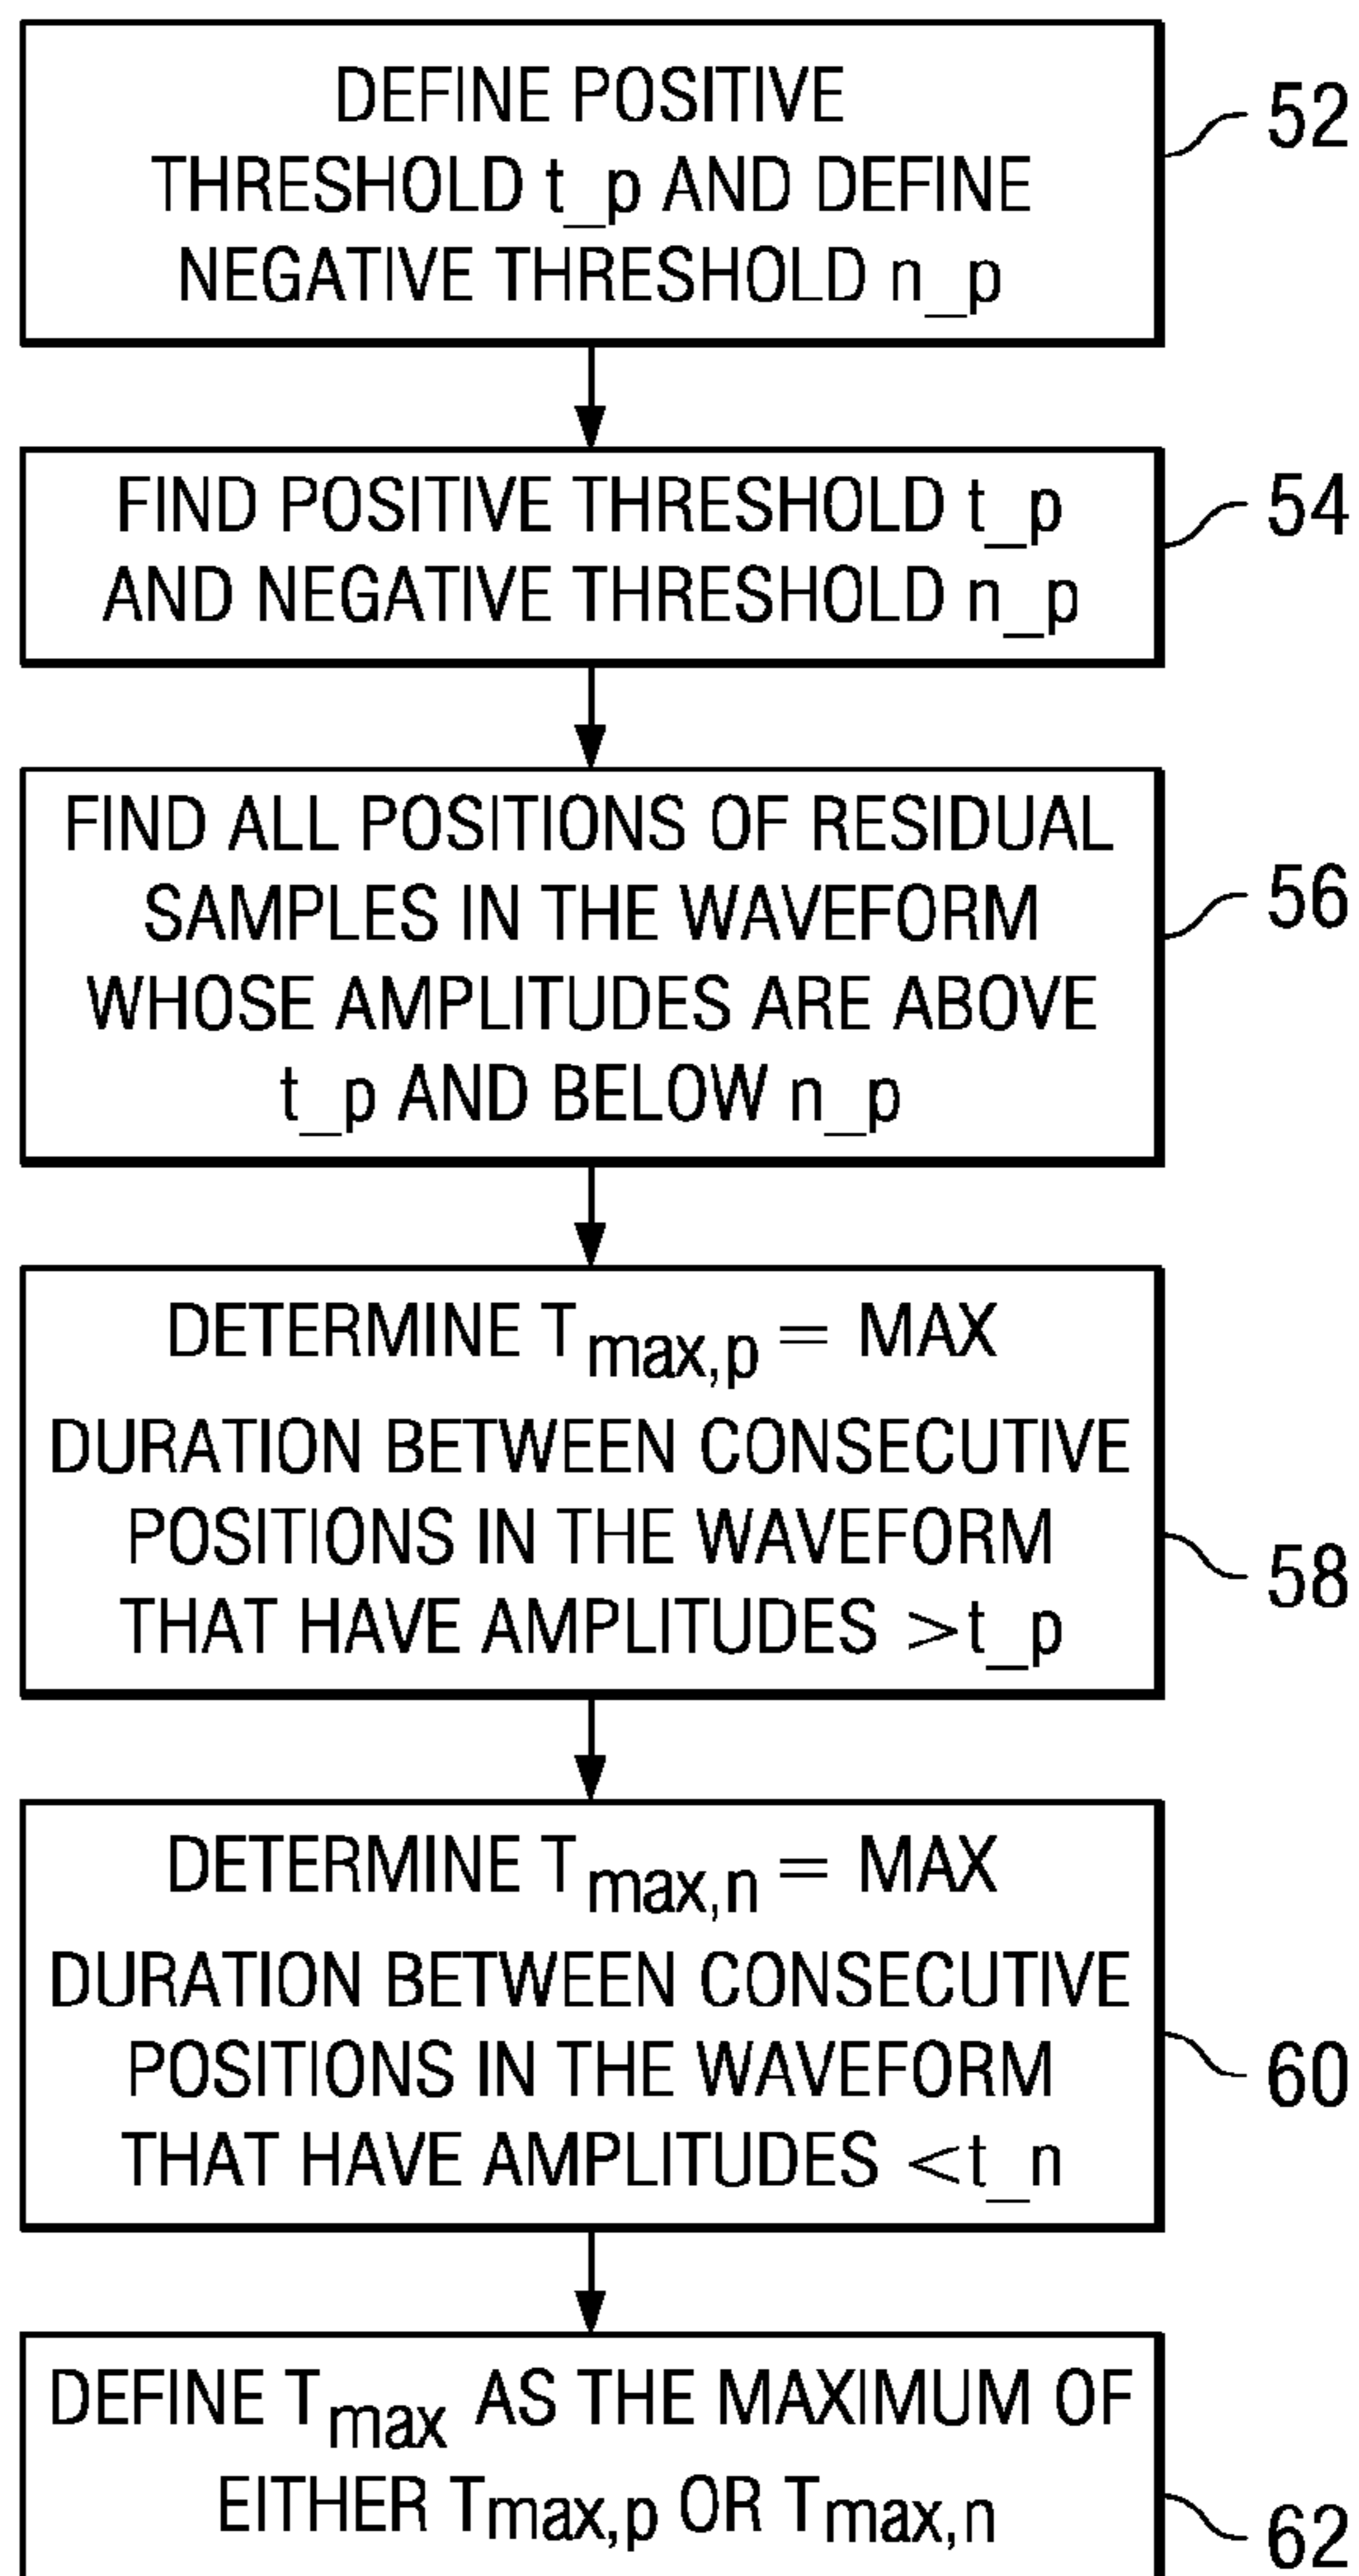 DEFINE POSITIVE
THRESHOLD t_p AND DEFINE
NEGATIVE THRESHOLD n_p
52
FIND POSITIVE THRESHOLD t_p
AND NEGATIVE THRESHOLD n_p
54
FIND ALL POSITIONS OF RESIDUAL
SAMPLES IN THE WAVEFORM
WHOSE AMPLITUDES ARE ABOVE
t_p AND BELOW n_p
56
DETERMINE Tmax,p = MAX
DURATION BETWEEN CONSECUTIVE
POSITIONS IN THE WAVEFORM
THAT HAVE AMPLITUDES >t_p
58
DETERMINE Tmax,n = MAX
DURATION BETWEEN CONSECUTIVE
POSITIONS IN THE WAVEFORM
THAT HAVE AMPLITUDES <t_n
60
DEFINE Tmax AS THE MAXIMUM OF
EITHER Tmax,p OR Tmax,n
62